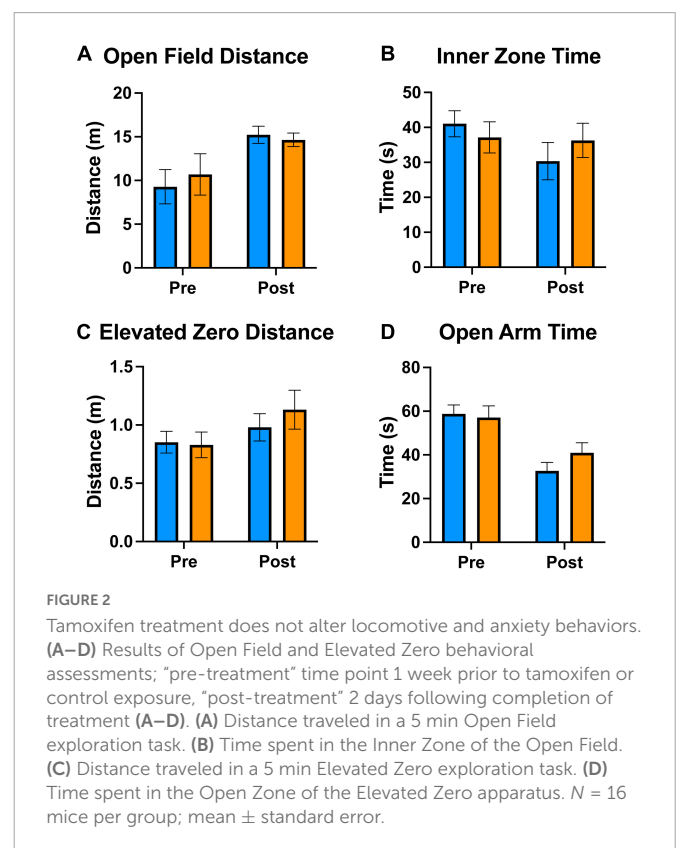 A Open Field Distance
Distance (m)
20
15
10
5
0
Pre Post
B Inner Zone Time
Time (s)
50
40
30
20
10
0
Pre Post
C Elevated Zero Distance
Distance (m)
1.5
1.0
0.5
0.0
Pre Post
D Open Arm Time
Time (s)
80
60
40
20
0
Pre Post
FIGURE 2
Tamoxifen treatment does not alter locomotive and anxiety behaviors.
(A–D) Results of Open Field and Elevated Zero behavioral
assessments; “pre-treatment” time point 1 week prior to tamoxifen or
control exposure, “post-treatment” 2 days following completion of
treatment (A–D). (A) Distance traveled in a 5 min Open Field
exploration task. (B) Time spent in the Inner Zone of the Open Field.
(C) Distance traveled in a 5 min Elevated Zero exploration task. (D)
Time spent in the Open Zone of the Elevated Zero apparatus. N = 16
mice per group; mean ± standard error.